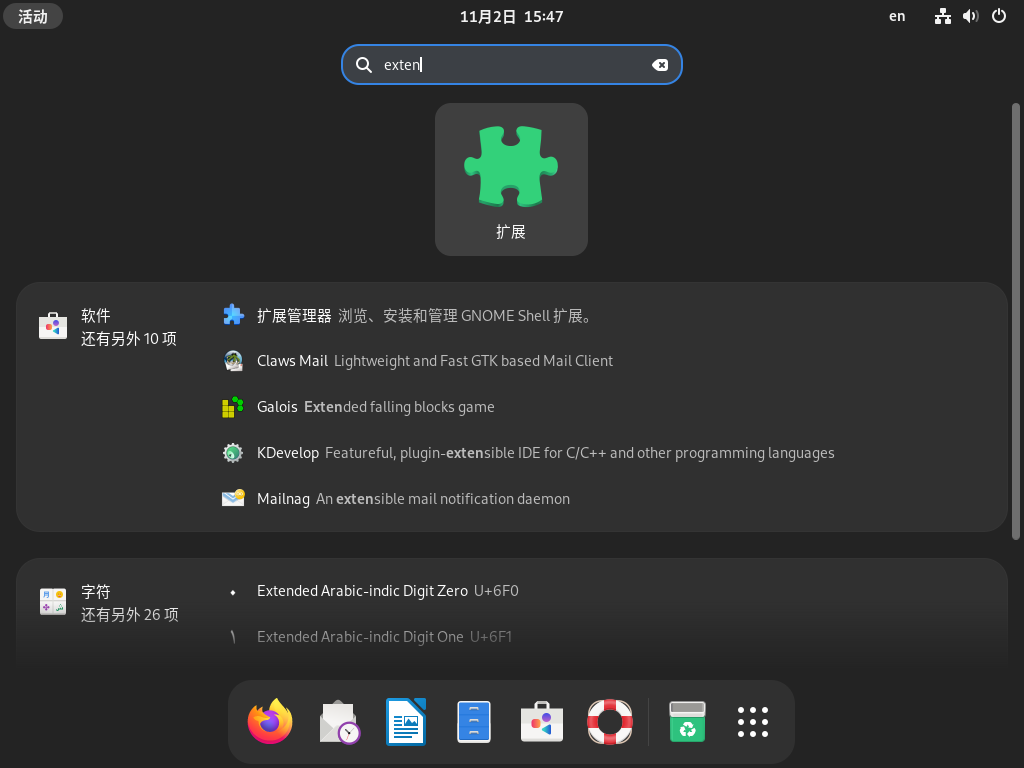 活动
11月2日 15:47
en
exten
扩展
软件
还有另外 10 项
扩展管理器 浏览、安装和管理 GNOME Shell 扩展。
Claws Mail Lightweight and Fast GTK based Mail Client
Galois Extended falling blocks game
KDevelop Featureful, plugin-extensible IDE for C/C++ and other programming languages
Mailnag An extensible mail notification daemon
字符
还有另外 26 项
Extended Arabic-indic Digit Zero U+6F0
Extended Arabic-indic Digit One U+6F1